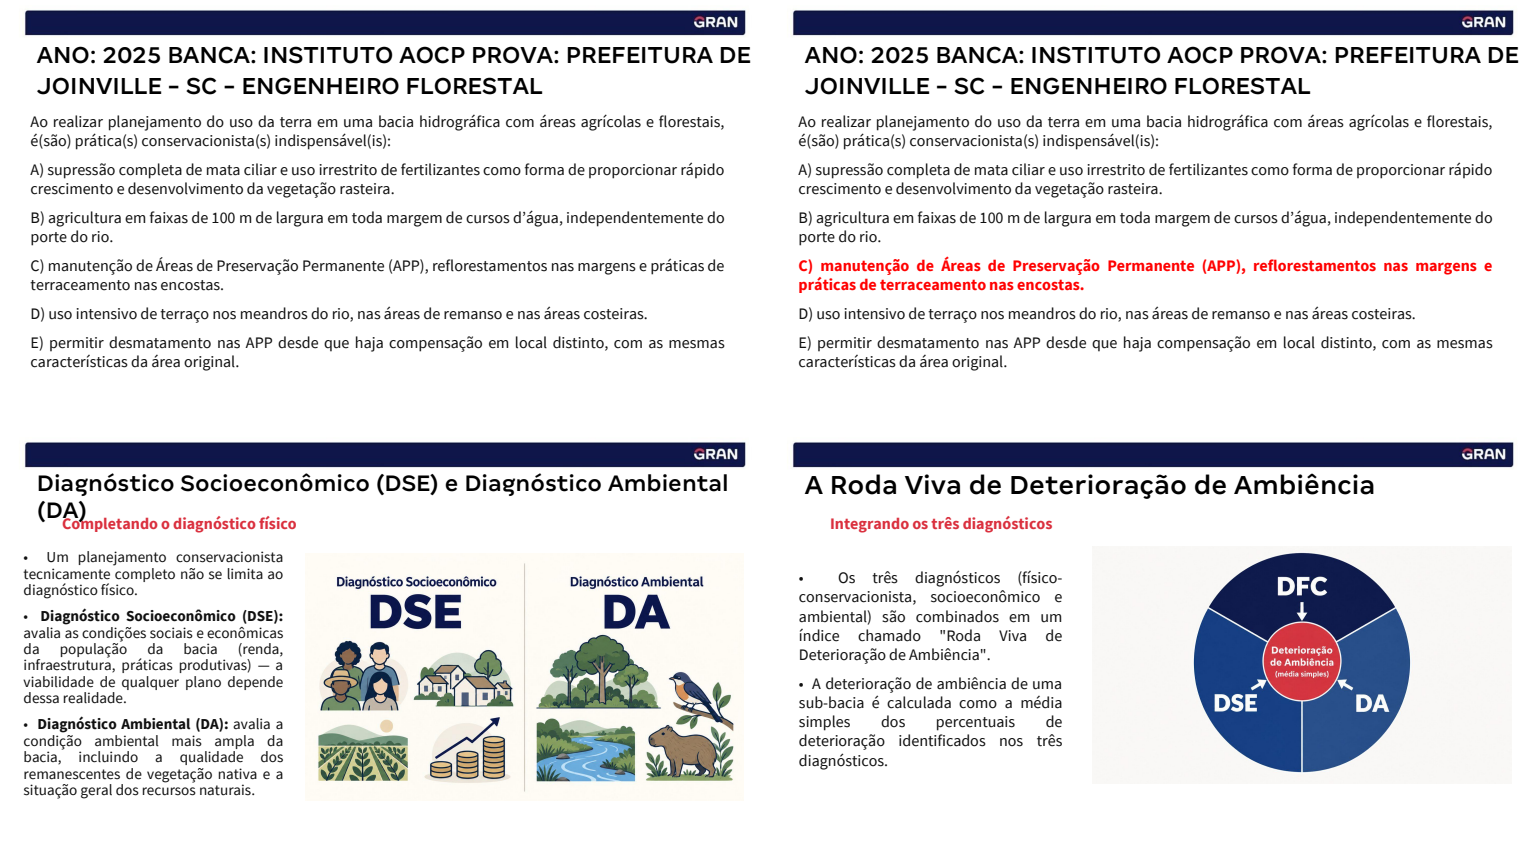 GRAN
ANO: 2025 BANCA: INSTITUTO AOCP PROVA: PREFEITURA DE
JOINVILLE – SC – ENGENHEIRO FLORESTAL
Ao realizar planejamento do uso da terra em uma bacia hidrográfica com áreas agrícolas e florestais,
é(são) prática(s) conservacionista(s) indispensável(is):
A) supressão completa de mata ciliar e uso irrestrito de fertilizantes como forma de proporcionar rápido
crescimento e desenvolvimento da vegetação rasteira.
B) agricultura em faixas de 100 m de largura em toda margem de cursos d’água, independentemente do
porte do rio.
C) manutenção de Áreas de Preservação Permanente (APP), reflorestamentos nas margens e práticas de
terraceamento nas encostas.
D) uso intensivo de terraço nos meandros do rio, nas áreas de remanso e nas áreas costeiras.
E) permitir desmatamento nas APP desde que haja compensação em local distinto, com as mesmas
características da área original.
GRAN
ANO: 2025 BANCA: INSTITUTO AOCP PROVA: PREFEITURA DE
JOINVILLE – SC – ENGENHEIRO FLORESTAL
Ao realizar planejamento do uso da terra em uma bacia hidrográfica com áreas agrícolas e florestais,
é(são) prática(s) conservacionista(s) indispensável(is):
A) supressão completa de mata ciliar e uso irrestrito de fertilizantes como forma de proporcionar rápido
crescimento e desenvolvimento da vegetação rasteira.
B) agricultura em faixas de 100 m de largura em toda margem de cursos d’água, independentemente do
porte do rio.
C) manutenção de Áreas de Preservação Permanente (APP), reflorestamentos nas margens e
práticas de terraceamento nas encostas.
D) uso intensivo de terraço nos meandros do rio, nas áreas de remanso e nas áreas costeiras.
E) permitir desmatamento nas APP desde que haja compensação em local distinto, com as mesmas
características da área original.
GRAN
Diagnóstico Socioeconômico (DSE) e Diagnóstico Ambiental
(DA)
Completando o diagnóstico físico
• Um planejamento conservacionista
tecnicamente completo não se limita ao
diagnóstico físico.
• Diagnóstico Socioeconômico (DSE):
avalia as condições sociais e econômicas
da população da bacia (renda,
infraestrutura, práticas produtivas) — a
viabilidade de qualquer plano depende
dessa realidade.
• Diagnóstico Ambiental (DA): avalia a
condição ambiental mais ampla da
bacia, incluindo a qualidade dos
remanescentes de vegetação nativa e a
situação geral dos recursos naturais.
Diagnóstico Socioeconômico
DSE
Diagnóstico Ambiental
DA
GRAN
A Roda Viva de Deterioração de Ambiência
Integrando os três diagnósticos
• Os três diagnósticos (físico-
conservacionista, socioeconômico e
ambiental) são combinados em um
índice chamado "Roda Viva de
Deterioração de Ambiência".
• A deterioração de ambiência de uma
sub-bacia é calculada como a média
simples dos percentuais de
deterioração identificados nos três
diagnósticos.
DFC
Deterioração
de Ambiência
(média simples)
DSE
DA